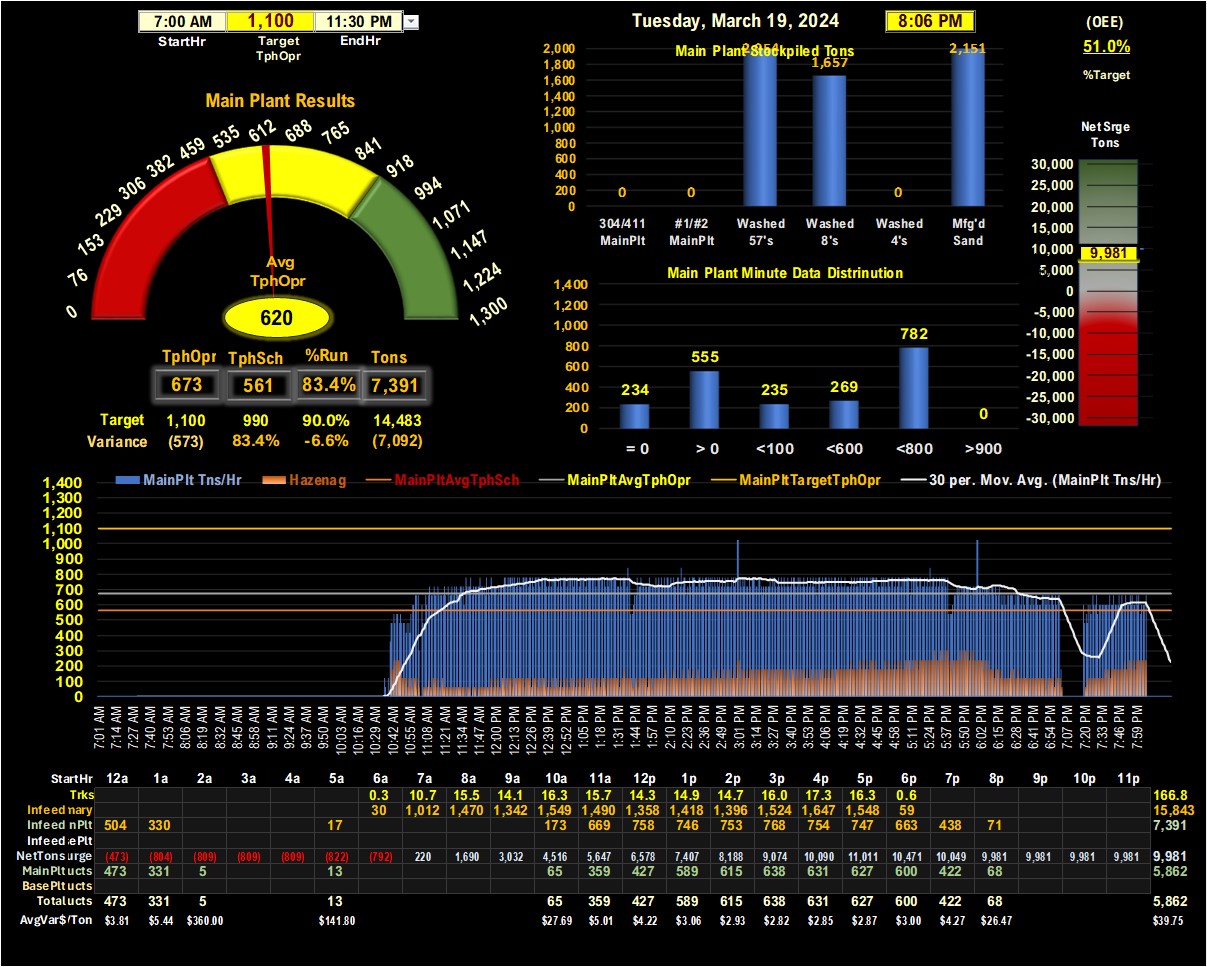 7:00 AM 1,100 11:30 PM
StartHr Target EndHr
TphOpr
Tuesday, March 19, 2024 8:06 PM
(OEE)
51.0%
%Target
Main Plant Results
0 76 153 229 306 382 459 535 612 688 765 841 918 994 1,071 1,147 1,224 1,300
Avg
TphOpr
620
TphOpr TphSch %Run Tons
673 561 83.4% 7,391
Target 1,100 990 90.0% 14,483
Variance (573) 83.4% -6.6% (7,092)
Main Plant Stockpiled Tons
2,000
1,800
1,600
1,400
1,200
1,000
800
600
400
200
0
0 0 1,657 0 2,151
304/411 #1/#2 Washed Washed Washed Mfg'd
MainPlt MainPlt 57's 8's 4's Sand
Main Plant Minute Data Distrinution
1,400
1,200
1,000
800
600
400
200
0
234 555 235 269 782 0
= 0 > 0 <100 <600 <800 >900
Net Srge
Tons
30,000
25,000
20,000
15,000
10,000
5,000
0
-5,000
-10,000
-15,000
-20,000
-25,000
-30,000
9,981
MainPlt Tns/Hr Hazenag MainPltAvgTphSch MainPltAvgTphOpr MainPltTargetTphOpr 30 per. Mov. Avg. (MainPlt Tns/Hr)
1,400
1,300
1,200
1,100
1,000
900
800
700
600
500
400
300
200
100
0
7:01 AM 7:14 AM 7:27 AM 7:40 AM 7:53 AM 8:06 AM 8:19 AM 8:32 AM 8:45 AM 8:58 AM 9:11 AM 9:24 AM 9:37 AM 9:50 AM 10:03 AM 10:16 AM 10:29 AM 10:42 AM 10:55 AM 11:08 AM 11:21 AM 11:34 AM 11:47 AM 12:00 PM 12:13 PM 12:26 PM 12:39 PM 12:52 PM 1:05 PM 1:18 PM 1:31 PM 1:44 PM 1:57 PM 2:10 PM 2:23 PM 2:36 PM 2:49 PM 3:01 PM 3:14 PM 3:27 PM 3:40 PM 3:53 PM 4:06 PM 4:19 PM 4:32 PM 4:45 PM 4:58 PM 5:11 PM 5:24 PM 5:37 PM 5:50 PM 6:02 PM 6:15 PM 6:28 PM 6:41 PM 6:54 PM 7:07 PM 7:20 PM 7:33 PM 7:46 PM 7:59 PM
StartHr 12a 1a 2a 3a 4a 5a 6a 7a 8a 9a 10a 11a 12p 1p 2p 3p 4p 5p 6p 7p 8p 9p 10p 11p
Trks 0.3 10.7 15.5 14.1 16.3 15.7 14.3 14.9 14.7 16.0 17.3 16.3 0.6 166.8
Infeed mary 30 1,012 1,470 1,342 1,549 1,490 1,358 1,418 1,396 1,524 1,647 1,548 59 15,843
Infeed nPlt 504 330 17 173 669 758 746 753 768 754 747 663 438 71 7,391
Infeed ePlt
NetTonsurge (473) (804) (809) (809) (809) (822) (792) 220 1,690 3,032 4,516 5,647 6,578 7,407 8,188 9,074 10,090 11,011 10,471 10,049 9,981 9,981 9,981 9,981 9,981
MainPltucts 473 331 5 13 65 359 427 589 615 638 631 627 600 422 68 5,862
BasePltucts
Totalucts 473 331 5 13 65 359 427 589 615 638 631 627 600 422 68 5,862
AvgVar$/Ton $3.81 $5.44 $360.00 $141.80 $27.69 $5.01 $4.22 $3.06 $2.93 $2.82 $2.85 $2.87 $3.00 $4.27 $26.47 $39.75